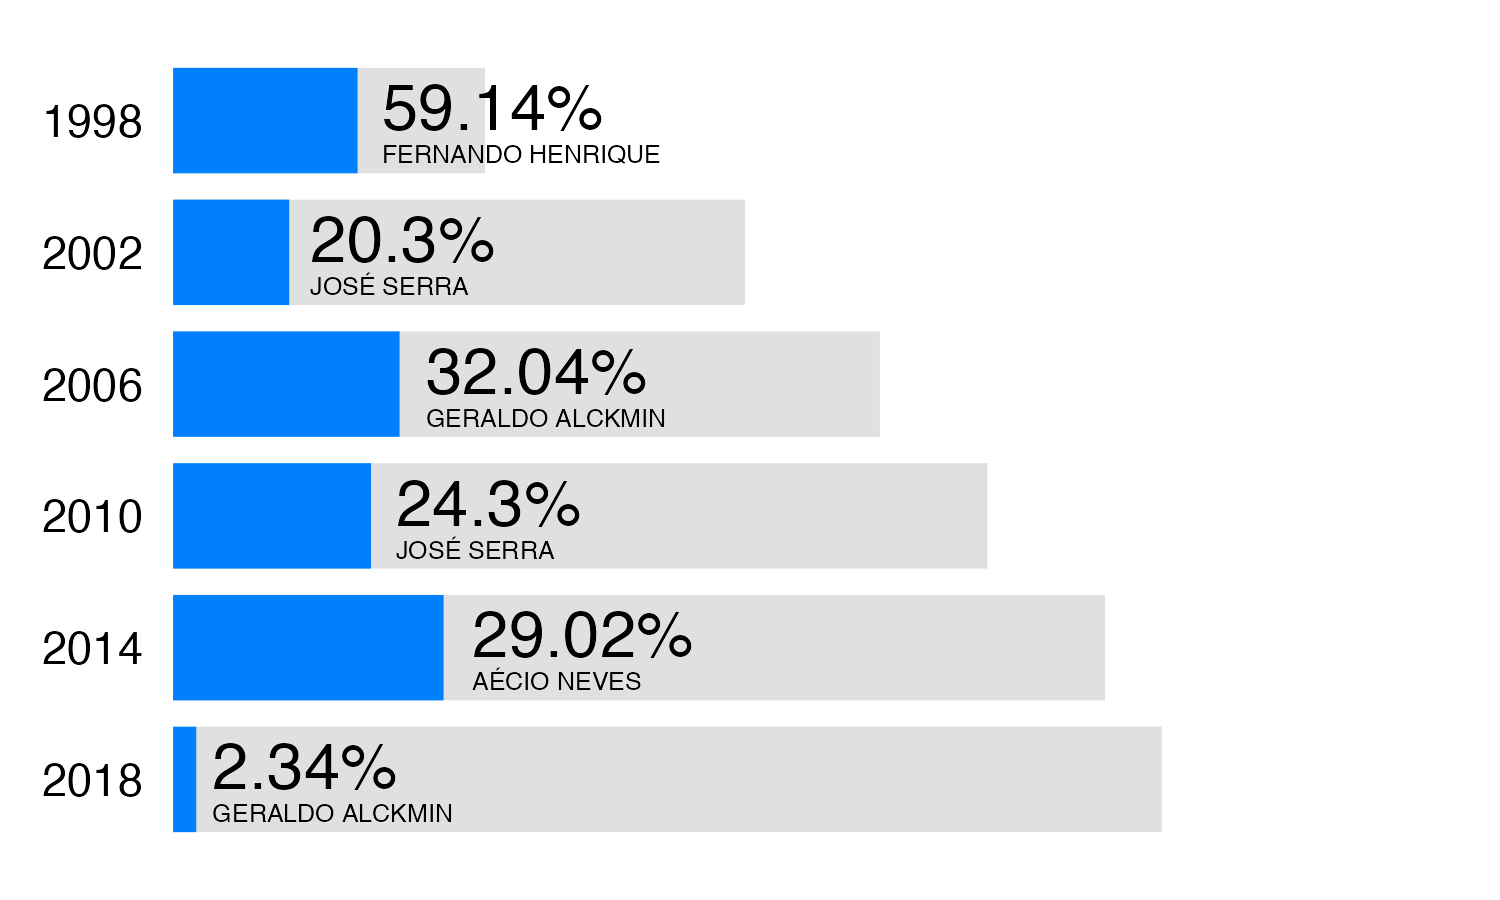 1998
59.14%
FERNANDO HENRIQUE
2002
20.3%
JOSÉ SERRA
2006
32.04%
GERALDO ALCKMIN
2010
24.3%
JOSÉ SERRA
2014
29.02%
AÉCIO NEVES
2018
2.34%
GERALDO ALCKMIN